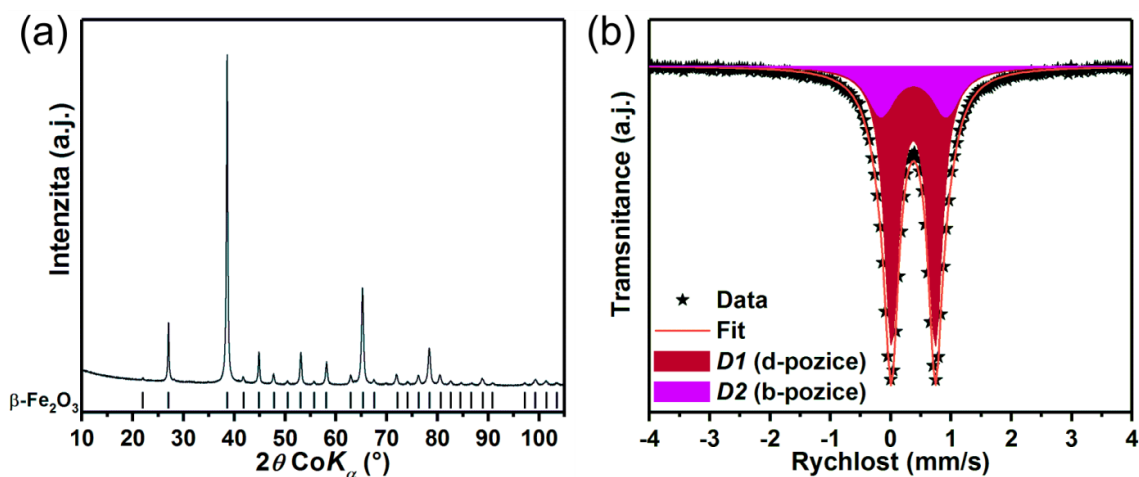 (a)
Intenzita (a.j.)
β-Fe₂O₃
10 20 30 40 50 60 70 80 90 100
2θ CoKα (°)
(b)
Tramsnitance (a.j.)
Data
Fit
D1 (d-pozice)
D2 (b-pozice)
-4 -3 -2 -1 0 1 2 3 4
Rychlost (mm/s)